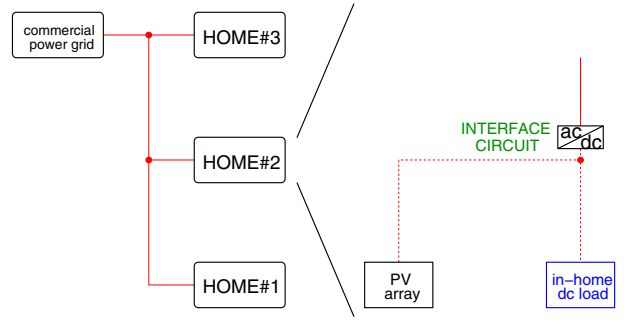 commercial
power grid
HOME#3
HOME#2
HOME#1
INTERFACE
CIRCUIT
ac
dc
PV
array
in−home
dc load